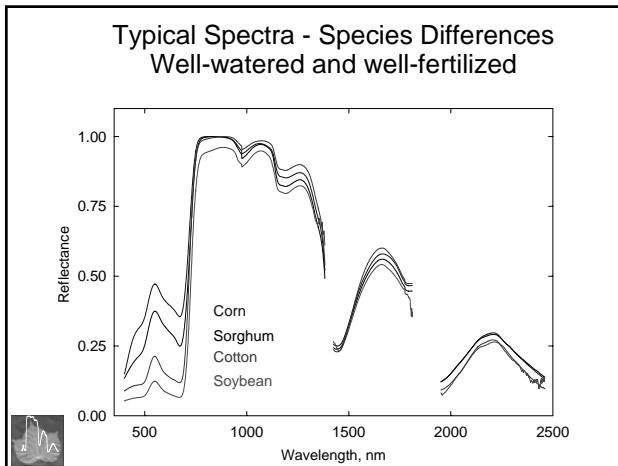 Typical Spectra - Species Differences
Well-watered and well-fertilized
Reflectance
1.00
0.75
0.50
0.25
0.00
Corn
Sorghum
Cotton
Soybean
500 1000 1500 2000 2500
Wavelength, nm